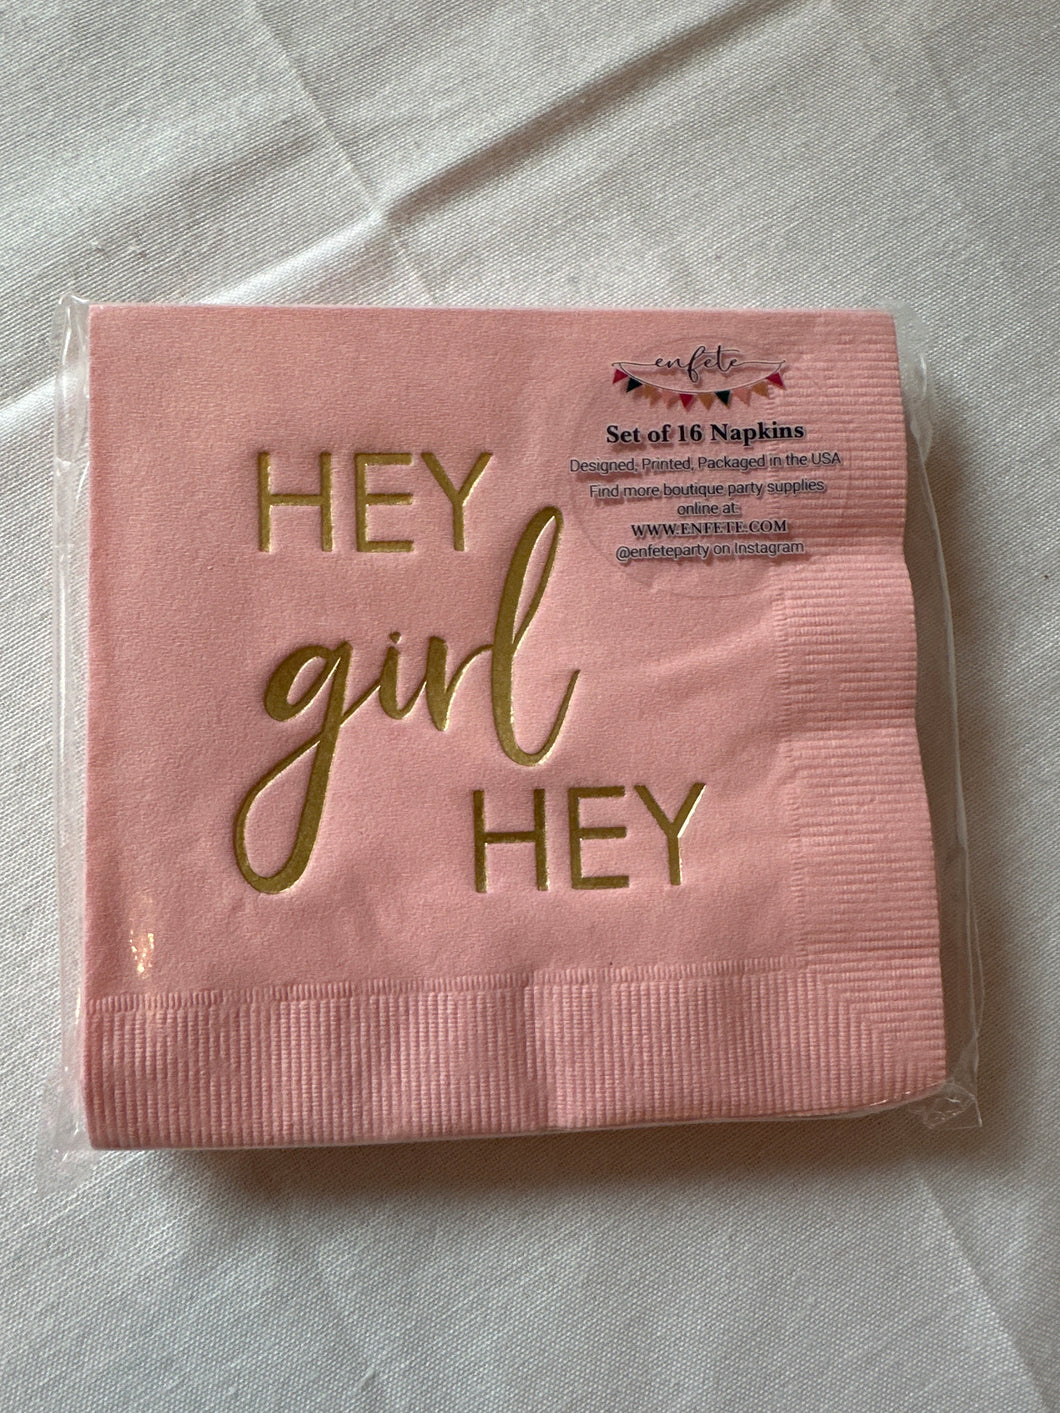 HEY
girl
HEY
enfete
Set of 16 Napkins
Designed, Printed, Packaged in the USA
Find more boutique party supplies
online at:
WWW.ENFETE.COM
@enfeteparty on Instagram